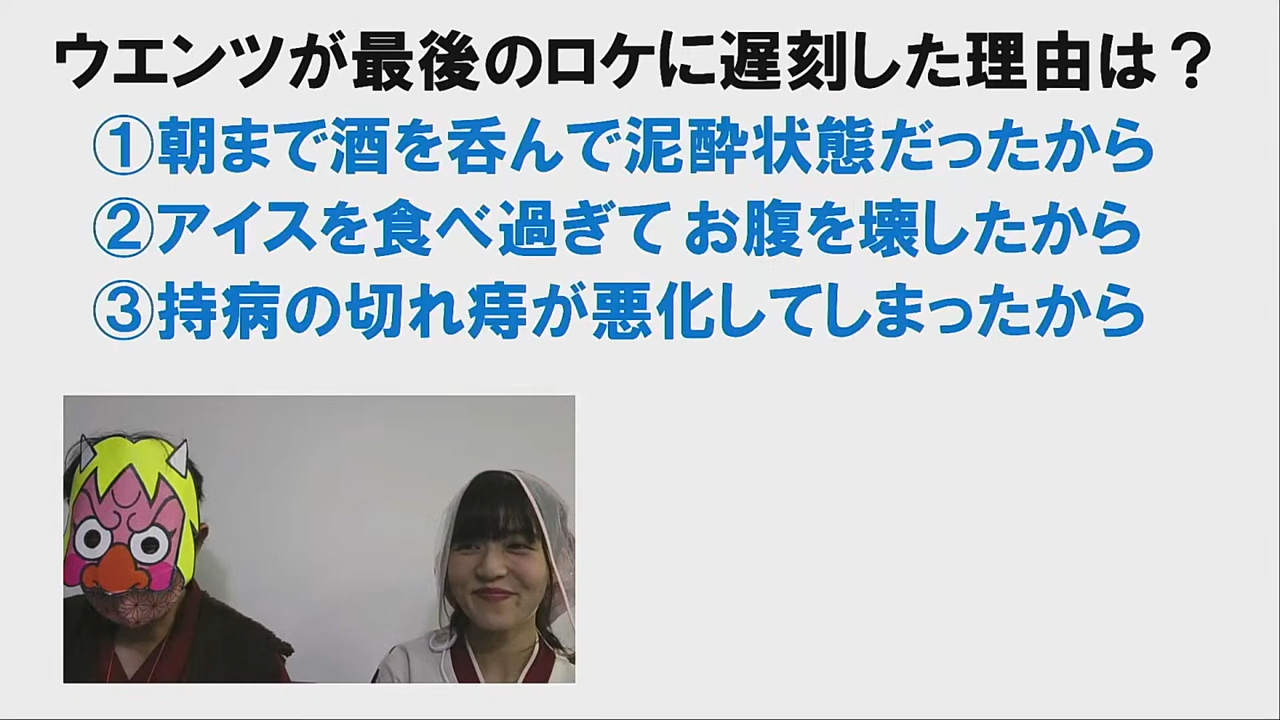 ウエンツが最後のロケに遅刻した理由は？
①朝まで酒を呑んで泥酔状態だったから
②アイスを食べ過ぎてお腹を壊したから
③持病の切れ痔が悪化してしまったから